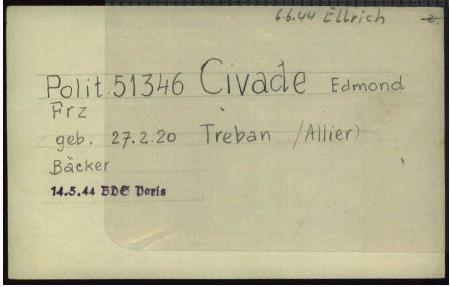 6.6.44 Ellrich 2.
Polit. 51346 Civade Edmond
Frz
geb. 27.2.20 Treban /Allier)
Bäcker
14.5.44 BDS Paris